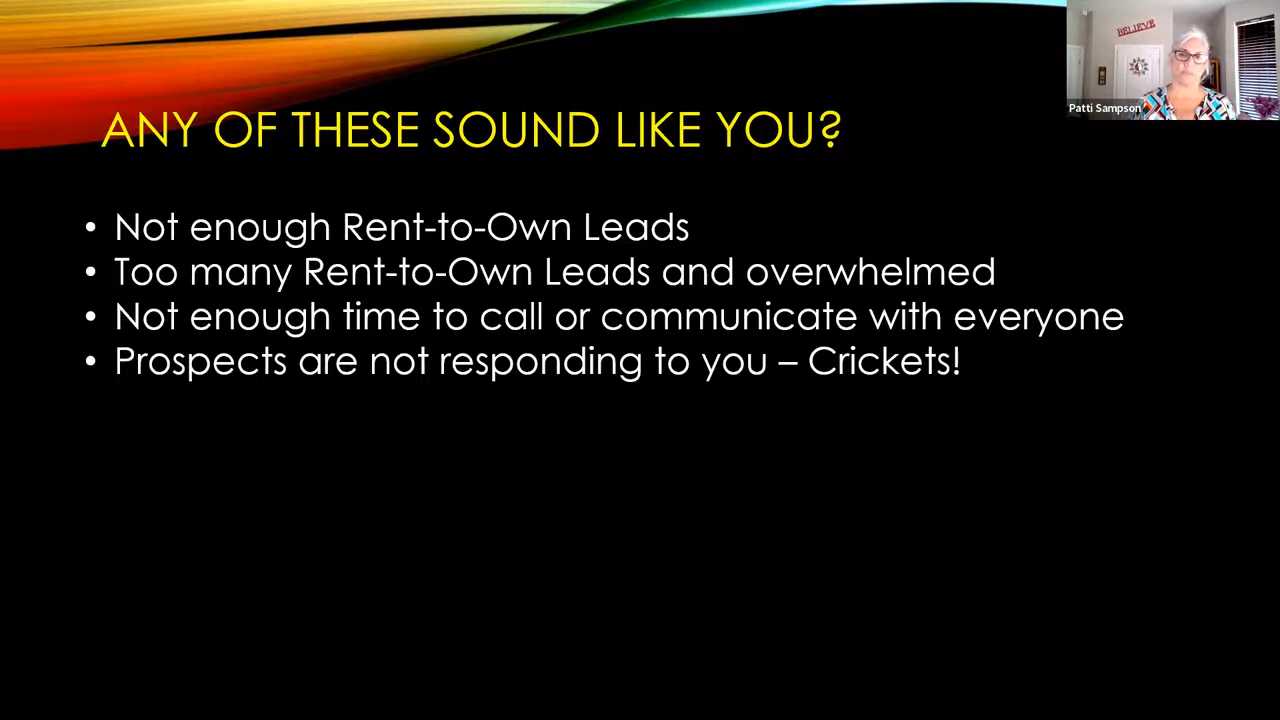 BELIEVE
Patti Sampson
ANY OF THESE SOUND LIKE YOU?
• Not enough Rent-to-Own Leads
• Too many Rent-to-Own Leads and overwhelmed
• Not enough time to call or communicate with everyone
• Prospects are not responding to you – Crickets!